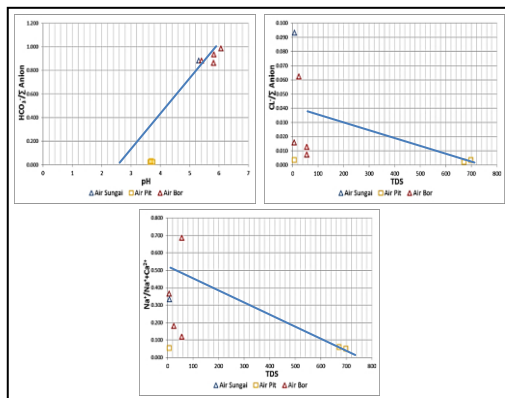 1.200
1.000
0.800
0.600
0.400
0.200
0.000
HCO₃⁻/Σ Anion
0 1 2 3 4 5 6 7
pH
Air Sungai Air Pit Air Bor
0.100
0.090
0.080
0.070
0.060
0.050
0.040
0.030
0.020
0.010
0.000
CL⁻/Σ Anion
0 100 200 300 400 500 600 700 800
TDS
Air Sungai Air Pit Air Bor
0.800
0.700
0.600
0.500
0.400
0.300
0.200
0.100
0.000
Na⁺/Na⁺+Ca²⁺
0 100 200 300 400 500 600 700 800
TDS
Air Sungai Air Pit Air Bor